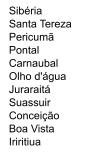 Sibéria
Santa Tereza
Pericumã
Pontal
Carnaubal
Olho d'água
Juraraitá
Suassuir
Conceição
Boa Vista
Iriritiua